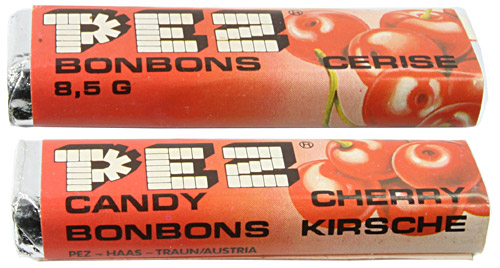 PEZ®
BONBONS CERISE
8,5 G
PEZ®
CANDY CHERRY
BONBONS KIRSCHE
PEZ – HAAS – TRAUN/AUSTRIA